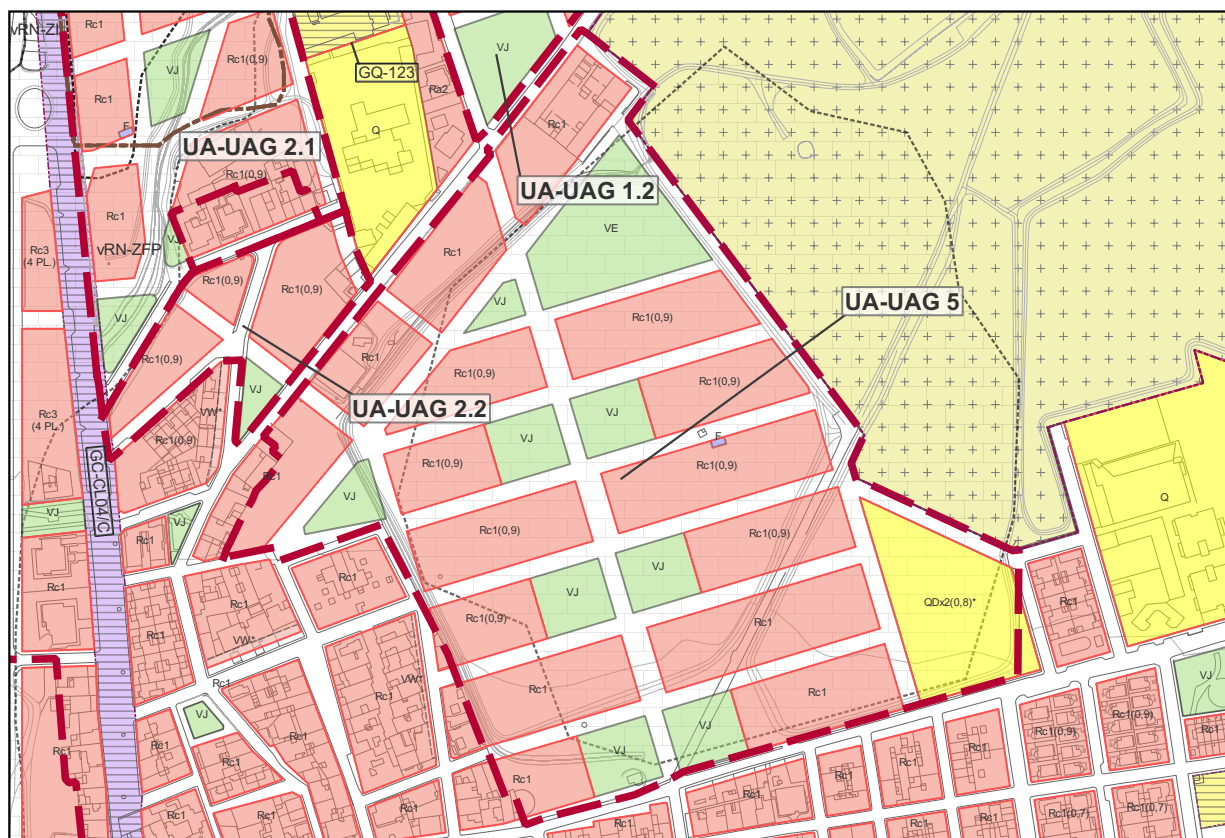 vRN-ZFP
Rc1
VJ
Rc1(0,9)
GQ-123
Ra2
VJ
Rc1
Rc1
F
Q
UA-UAG 2.1
Rc1(0,9)
UA-UAG 1.2
Rc1
Rc3
(4 PL.)
VJ
vRN-ZFP
VE
Rc1
Rc1(0,9)
Rc1(0,9)
VJ
VJ
UA-UAG 5
Rc1(0,9)
Rc1(0,9)
Rc1
Rc1(0,9)
VJ
Rc1(0,9)
UA-UAG 2.2
Rc3
(4 PL.)
VW*
Rc1(0,9)
VJ
VJ
F
Rc1(0,9)
Rc1(0,9)
GC-CL04/C
Rc1
VJ
Q
VJ
VJ
Rc1
Rc1(0,9)
Rc1(0,9)
VJ
Rc1
Rc1
Rc1
VJ
Rc1
QDx2(0,8)*
Rc1(0,9)
Rc1
VW*
Rc1
Rc1
Rc1
VW*
Rc1
Rc1
Rc1
VJ
VJ
Rc1
Rc1
Rc1
Rc1
VJ
VJ
Rc1
Rc1
Rc1
Rc1(0,9)
Rc1(0,9)
Rc1
Rc1
Rc1
Rc1
Rc1
Rc1
Rc1
Rc1
Rc1
Rc1
Rc1
Rc1
Rc1(0,7)
Rc1(0,7)